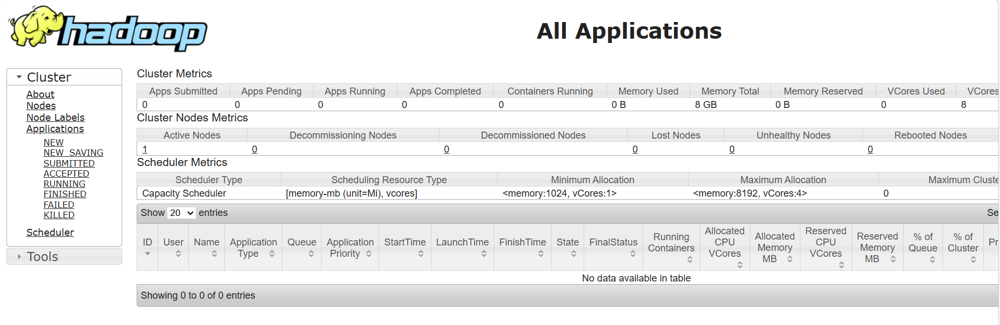 hadoop
All Applications
Cluster
About
Nodes
Node Labels
Applications
NEW
NEW_SAVING
SUBMITTED
ACCEPTED
RUNNING
FINISHED
FAILED
KILLED
Scheduler
Tools
Cluster Metrics
Apps Submitted Apps Pending Apps Running Apps Completed Containers Running Memory Used Memory Total Memory Reserved VCores Used VCores
0 0 0 0 0 0 B 8 GB 0 B 0 8
Cluster Nodes Metrics
Active Nodes Decommissioning Nodes Decommissioned Nodes Lost Nodes Unhealthy Nodes Rebooted Nodes
1 0 0 0 0 0
Scheduler Metrics
Scheduler Type Scheduling Resource Type Minimum Allocation Maximum Allocation Maximum Cluste
Capacity Scheduler [memory-mb (unit=Mi), vcores] <memory:1024, vCores:1> <memory:8192, vCores:4> 0
Show 20 entries Se
ID User Name Application Type Queue Application Priority StartTime LaunchTime FinishTime State FinalStatus Running Containers Allocated CPU VCores Allocated Memory MB Reserved CPU VCores Reserved Memory MB % of Queue % of Cluster Pr
No data available in table
Showing 0 to 0 of 0 entries